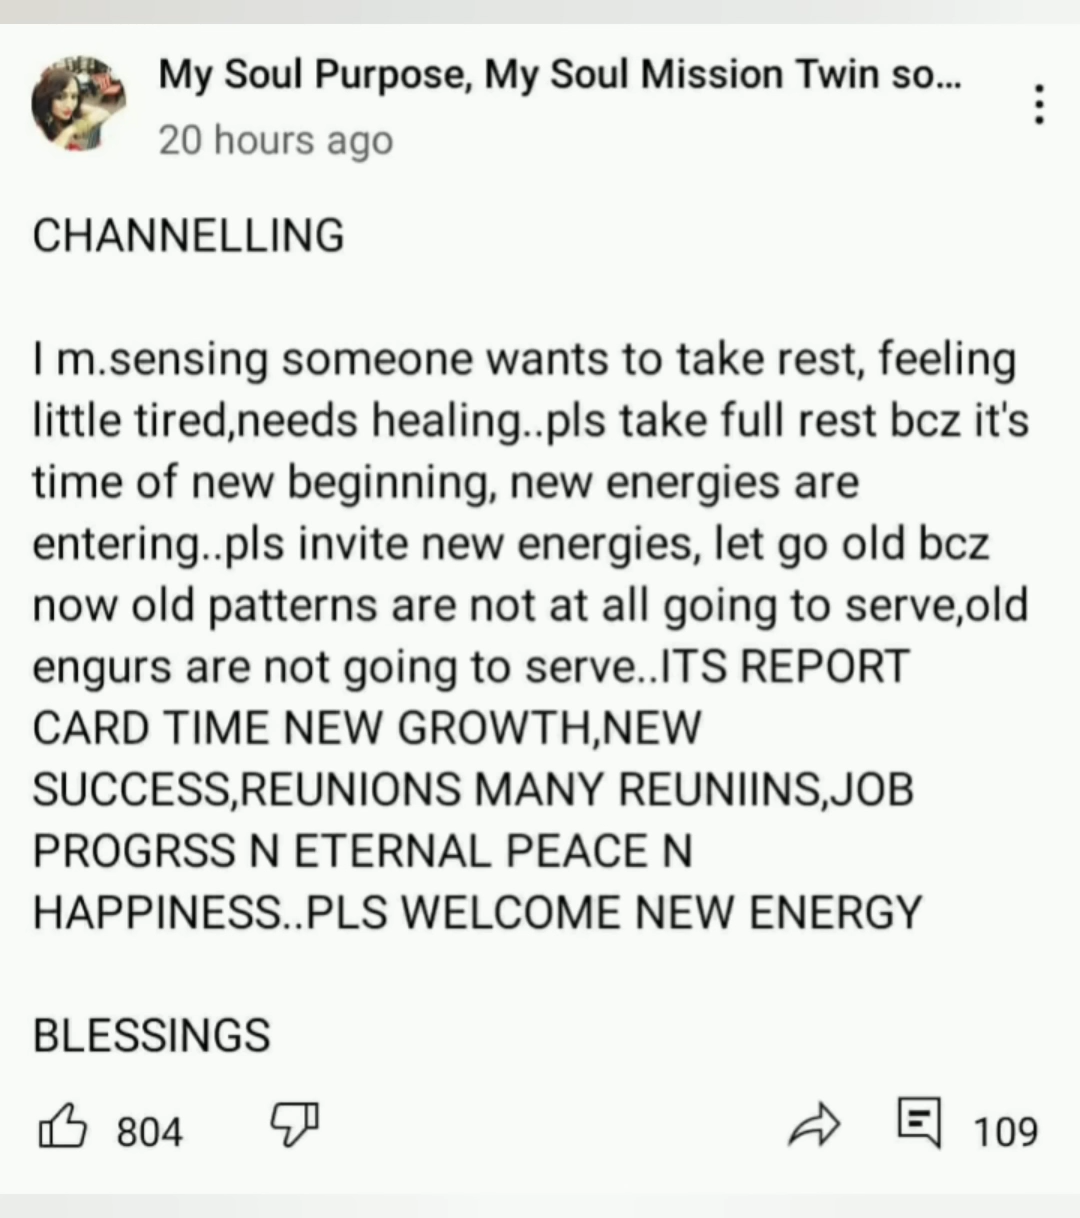 My Soul Purpose, My Soul Mission Twin so...
20 hours ago
CHANNELLING
I m.sensing someone wants to take rest, feeling
little tired,needs healing..pls take full rest bcz it's
time of new beginning, new energies are
entering..pls invite new energies, let go old bcz
now old patterns are not at all going to serve,old
engurs are not going to serve..ITS REPORT
CARD TIME NEW GROWTH,NEW
SUCCESS,REUNIONS MANY REUNIINS,JOB
PROGRSS N ETERNAL PEACE N
HAPPINESS..PLS WELCOME NEW ENERGY
BLESSINGS
804 109